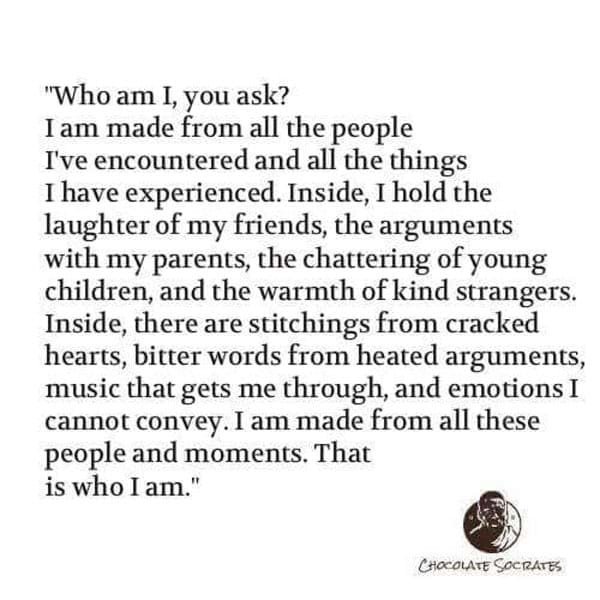 "Who am I, you ask?
I am made from all the people
I've encountered and all the things
I have experienced. Inside, I hold the
laughter of my friends, the arguments
with my parents, the chattering of young
children, and the warmth of kind strangers.
Inside, there are stitchings from cracked
hearts, bitter words from heated arguments,
music that gets me through, and emotions I
cannot convey. I am made from all these
people and moments. That
is who I am."
CHOCOLATE SOCRATES